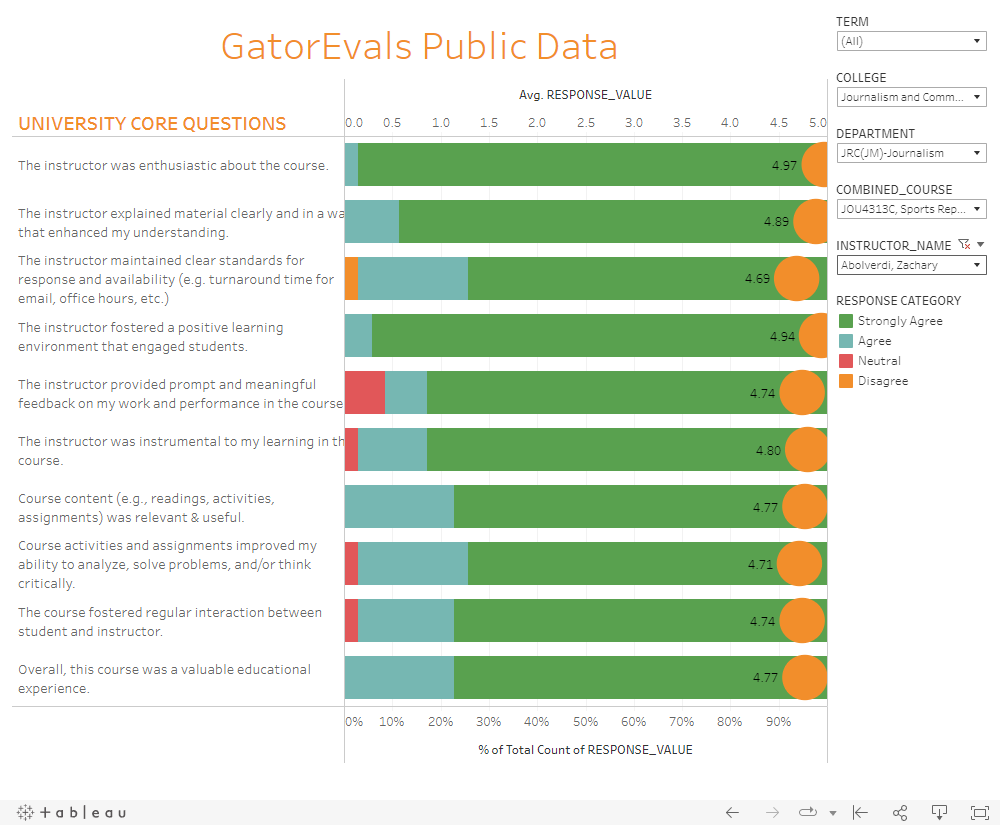 GatorEvals Public Data
Avg. RESPONSE_VALUE
UNIVERSITY CORE QUESTIONS
0.0 0.5 1.0 1.5 2.0 2.5 3.0 3.5 4.0 4.5 5.0
The instructor was enthusiastic about the course.
4.97
The instructor explained material clearly and in a wa
that enhanced my understanding.
4.89
The instructor maintained clear standards for
response and availability (e.g. turnaround time for
email, office hours, etc.)
4.69
The instructor fostered a positive learning
environment that engaged students.
4.94
The instructor provided prompt and meaningful
feedback on my work and performance in the course
4.74
The instructor was instrumental to my learning in th
course.
4.80
Course content (e.g., readings, activities,
assignments) was relevant & useful.
4.77
Course activities and assignments improved my
ability to analyze, solve problems, and/or think
critically.
4.71
The course fostered regular interaction between
student and instructor.
4.74
Overall, this course was a valuable educational
experience.
4.77
0% 10% 20% 30% 40% 50% 60% 70% 80% 90%
% of Total Count of RESPONSE_VALUE
TERM
(All)
COLLEGE
Journalism and Comm...
DEPARTMENT
JRC(JM)-Journalism
COMBINED_COURSE
JOU4313C, Sports Rep...
INSTRUCTOR_NAME
Abolverdi, Zachary
RESPONSE CATEGORY
Strongly Agree
Agree
Neutral
Disagree
tableau